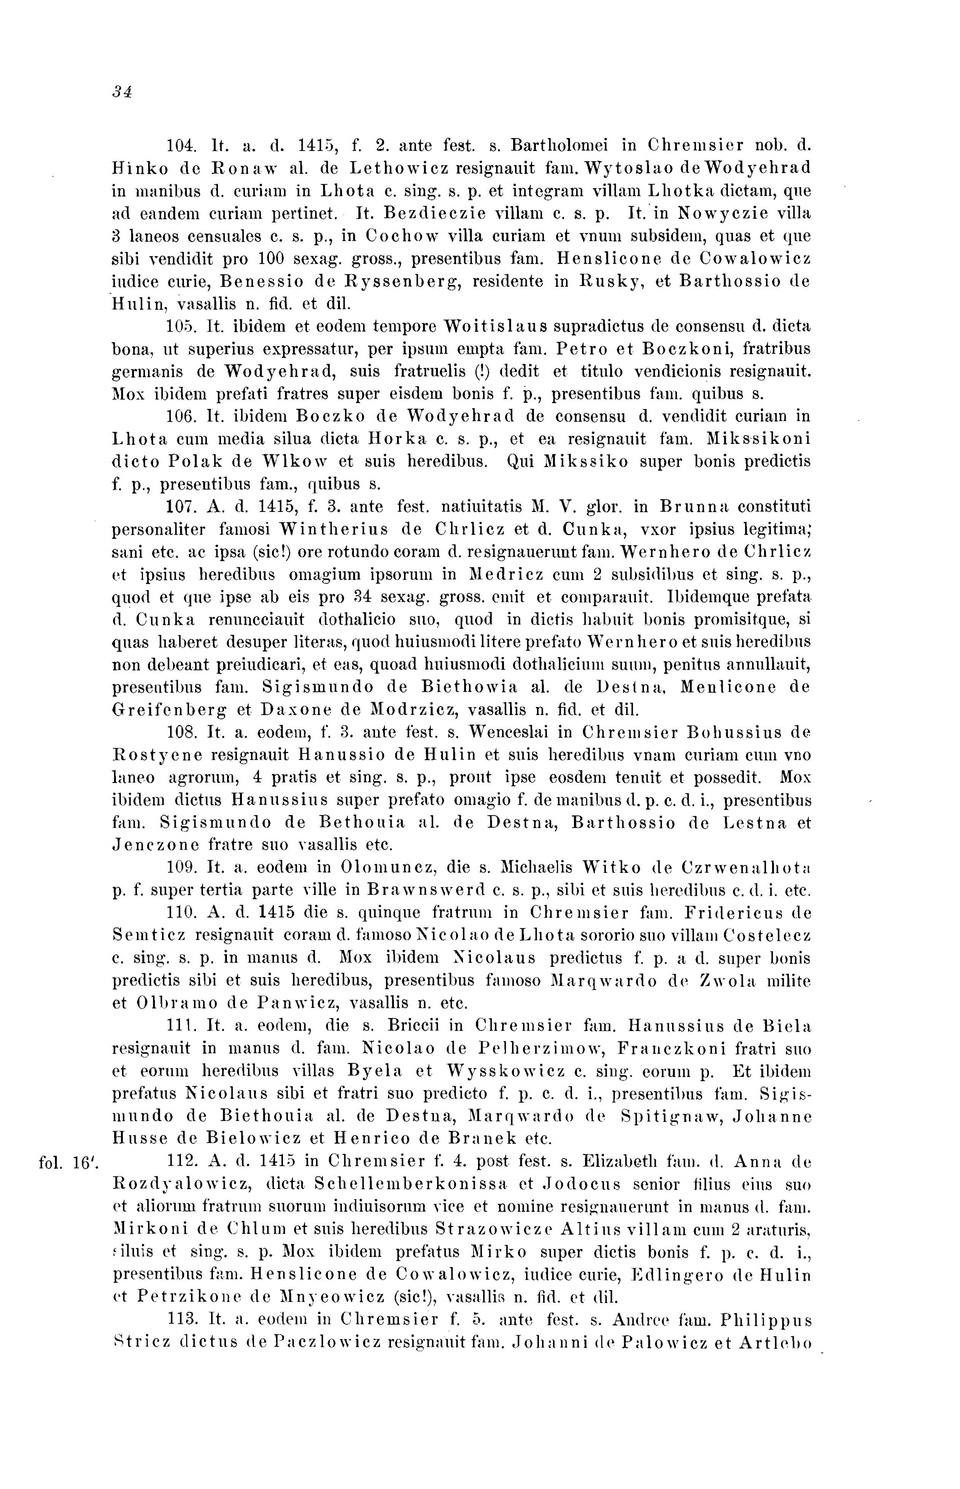 34
104. It. a. d. 1415, f. 2. ante fest. s. Bartholomei in Chremsier nob. d.
Hinko de Ronaw al. de Lethowicz resignauit fam. Wytoslao de Wodyehrad
in manibus d. curiam in Lhota c. sing. s. p. et integram villam Lhotka dictam, que
ad eandem curiam pertinet. It. Bezdieczie villam c. s. p. It. in Nowyczie villa
3 laneos censuales c. s. p., in Cochow villa curiam et vnum subsidem, quas et que
sibi vendidit pro 100 sexag. gross., presentibus fam. Henslicone de Cowalowicz
iudice curie, Benessio de Ryssenberg, residente in Rusky, et Barthossio de
Hulin, vasallis n. fid. et dil.
105. It. ibidem et eodem tempore Woitislaus supradictus de consensu d. dicta
bona, ut superius expressatur, per ipsum empta fam. Petro et Boczkoni, fratribus
germanis de Wodyehrad, suis fratruelis (!) dedit et titulo vendicionis resignauit.
Mox ibidem prefati fratres super eisdem bonis f. p., presentibus fam. quibus s.
106. It. ibidem Boczko de Wodyehrad de consensu d. vendidit curiam in
Lhota cum media silua dicta Horka c. s. p., et ea resignauit fam. Mikssikoni
dicto Polak de Wlkow et suis heredibus. Qui Mikssiko super bonis predictis
f. p., presentibus fam., quibus s.
107. A. d. 1415, f. 3. ante fest. natiuitatis M. V. glor. in Brunna constituti
personaliter famosi Wintherius de Chrlicz et d. Cunka, vxor ipsius legitima;
sani etc. ac ipsa (sic!) ore rotundo coram d. resignauerunt fam. Wernhero de Chrlicz
et ipsius heredibus omagium ipsorum in Medricz cum 2 subsidibus et sing. s. p.,
quod et que ipse ab eis pro 34 sexag. gross. emit et comparauit. Ibidemque prefata
d. Cunka renuncciauit dothalicio suo, quod in dictis habuit bonis promisitque, si
quas haberet desuper literas, quod huiusmodi litere prefato Wernhero et suis heredibus
non debeant preiudicari, et eas, quoad huiusmodi dothalicium suum, penitus annullauit,
presentibus fam. Sigismundo de Biethowia al. de Destna, Menlicone de
Greifenberg et Daxone de Modrzicz, vasallis n. fid. et dil.
108. It. a. eodem, f. 3. ante fest. s. Wenceslai in Chremsier Bohussius de
Rostyene resignauit Hanussio de Hulin et suis heredibus vnam curiam cum vno
laneo agrorum, 4 pratis et sing. s. p., prout ipse eosdem tenuit et possedit. Mox
ibidem dictus Hanussius super prefato omagio f. de manibus d. p. c. d. i., presentibus
fam. Sigismundo de Bethouia al. de Destna, Barthossio de Lestna et
Jenczone fratre suo vasallis etc.
109. It. a. eodem in Olomuncz, die s. Michaelis Witko de Czrwenalhota
p. f. super tertia parte ville in Brawnswerd c. s. p., sibi et suis heredibus c. d. i. etc.
110. A. d. 1415 die s. quinque fratrum in Chremsier fam. Fridericus de
Semticz resignauit coram d. famoso Nicolao de Lhota sororio suo villam Costelecz
c. sing. s. p. in manus d. Mox ibidem Nicolaus predictus f. p. a d. super bonis
predictis sibi et suis heredibus, presentibus famoso Marqwardo de Zwola milite
et Olbramo de Panwicz, vasallis n. etc.
111. It. a. eodem, die s. Briccii in Chremsier fam. Hanussius de Biela
resignauit in manus d. fam. Nicolao de Pelherzimow, Franczkoni fratri suo
et eorum heredibus villas Byela et Wysskowicz c. sing. eorum p. Et ibidem
prefatus Nicolaus sibi et fratri suo predicto f. p. c. d. i., presentibus fam. Sigis-
mundo de Biethouia al. de Destna, Marqwardo de Spitignaw, Johanne
Husse de Bielowicz et Henrico de Branek etc.
fol. 16'. 112. A. d. 1415 in Chremsier f. 4. post fest. s. Elizabeth fam. d. Anna de
Rozdyalowicz, dicta Schellemberkonissa et Jodocus senior filius eius suo
et aliorum fratrum suorum indiuisorum vice et nomine resignauerunt in manus d. fam.
Mirkoni de Chlum et suis heredibus Strazowicze Altius villam cum 2 araturis,
siluis et sing. s. p. Mox ibidem prefatus Mirko super dictis bonis f. p. c. d. i.,
presentibus fam. Henslicone de Cowalowicz, iudice curie, Edlingero de Hulin
et Petrzikone de Mnyeowicz (sic!), vasallis n. fid. et dil.
113. It. a. eodem in Chremsier f. 5. ante fest. s. Andree fam. Philippus
Stricz dictus de Paczlowicz resignauit fam. Johanni de Palowicz et Artlebo